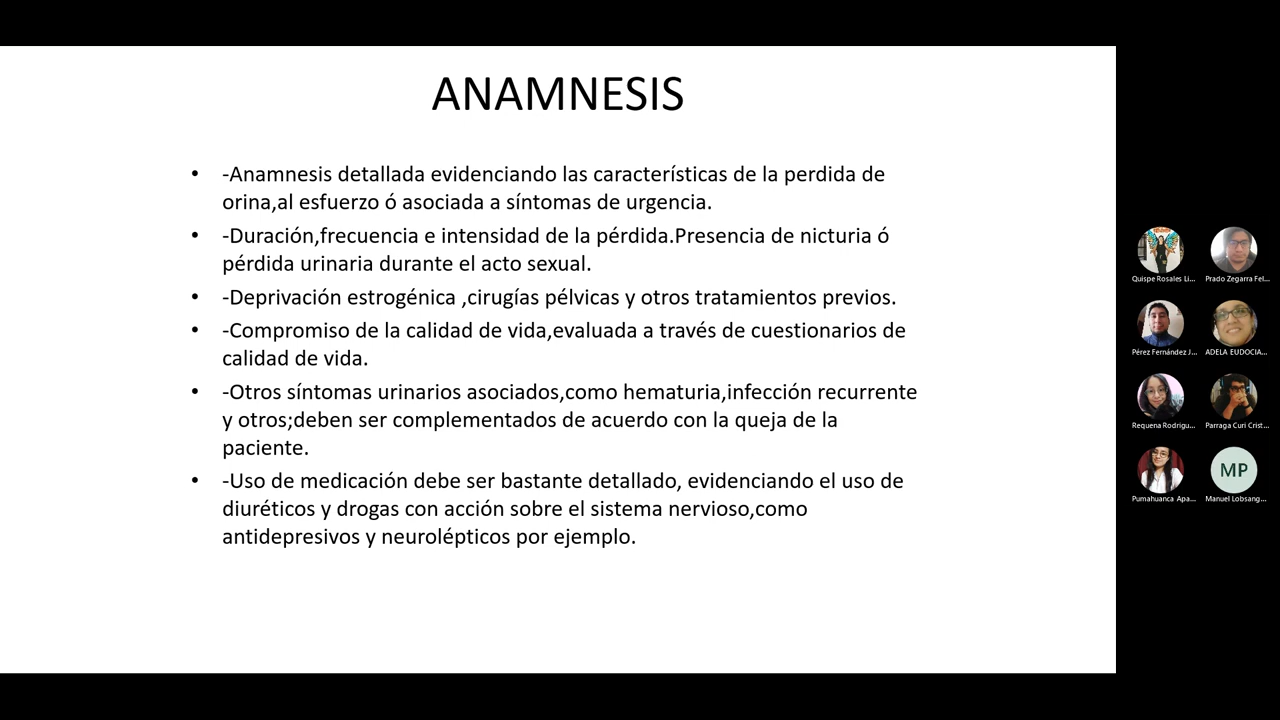 ANAMNESIS
• -Anamnesis detallada evidenciando las características de la perdida de
orina,al esfuerzo ó asociada a síntomas de urgencia.
• -Duración,frecuencia e intensidad de la pérdida.Presencia de nicturia ó
pérdida urinaria durante el acto sexual.
• -Deprivación estrogénica ,cirugías pélvicas y otros tratamientos previos.
• -Compromiso de la calidad de vida,evaluada a través de cuestionarios de
calidad de vida.
• -Otros síntomas urinarios asociados,como hematuria,infección recurrente
y otros;deben ser complementados de acuerdo con la queja de la
paciente.
• -Uso de medicación debe ser bastante detallado, evidenciando el uso de
diuréticos y drogas con acción sobre el sistema nervioso,como
antidepresivos y neurolépticos por ejemplo.
Quispe Rosales Li...
Prado Zegarra Fel...
Pérez Fernández J...
ADELA EUDOCIA...
Requena Rodrigu...
Parraga Curi Crist...
MP
Pumahuanca Apa...
Manuel Lobsang...